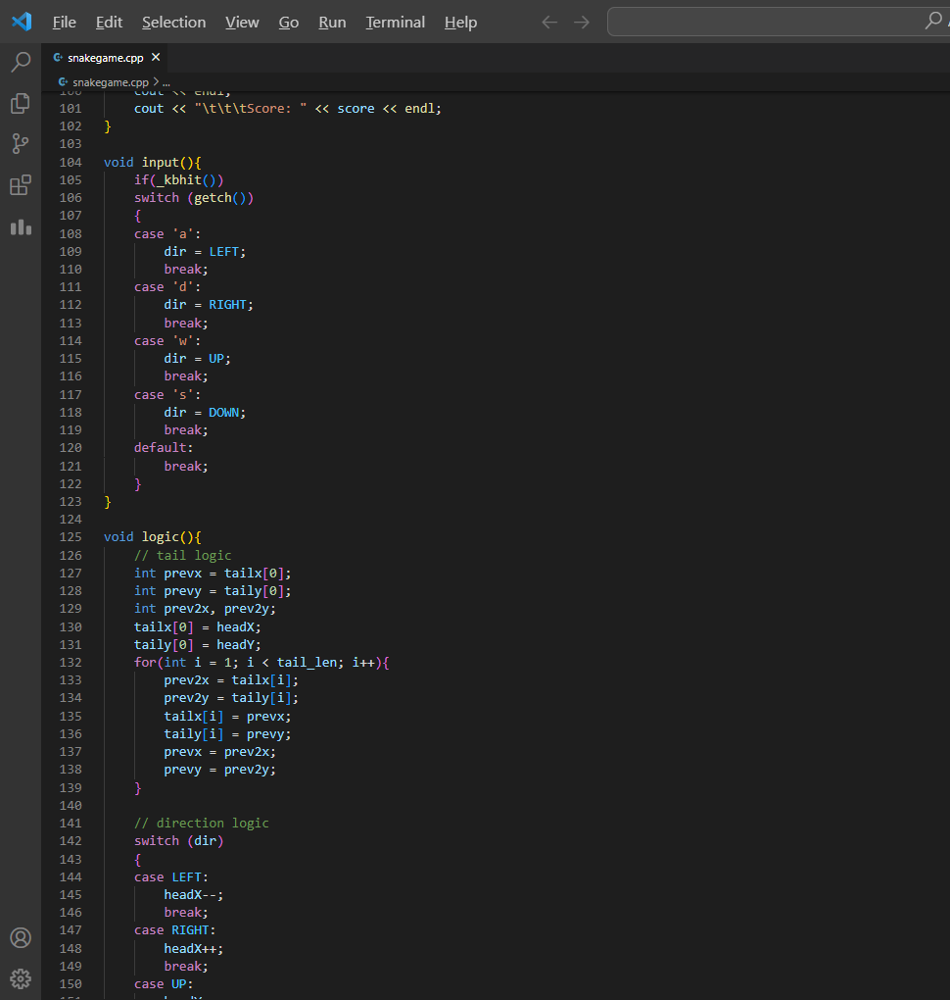 File Edit Selection View Go Run Terminal Help
snakegame.cpp
snakegame.cpp > ...
100 cout << endl;
101 cout << "\t\t\tScore: " << score << endl;
102 }
103
104 void input(){
105 if(_kbhit())
106 switch (getch())
107 {
108 case 'a':
109 dir = LEFT;
110 break;
111 case 'd':
112 dir = RIGHT;
113 break;
114 case 'w':
115 dir = UP;
116 break;
117 case 's':
118 dir = DOWN;
119 break;
120 default:
121 break;
122 }
123 }
124
125 void logic(){
126 // tail logic
127 int prevx = tailx[0];
128 int prevy = taily[0];
129 int prev2x, prev2y;
130 tailx[0] = headX;
131 taily[0] = headY;
132 for(int i = 1; i < tail_len; i++){
133 prev2x = tailx[i];
134 prev2y = taily[i];
135 tailx[i] = prevx;
136 taily[i] = prevy;
137 prevx = prev2x;
138 prevy = prev2y;
139 }
140
141 // direction logic
142 switch (dir)
143 {
144 case LEFT:
145 headX--;
146 break;
147 case RIGHT:
148 headX++;
149 break;
150 case UP: